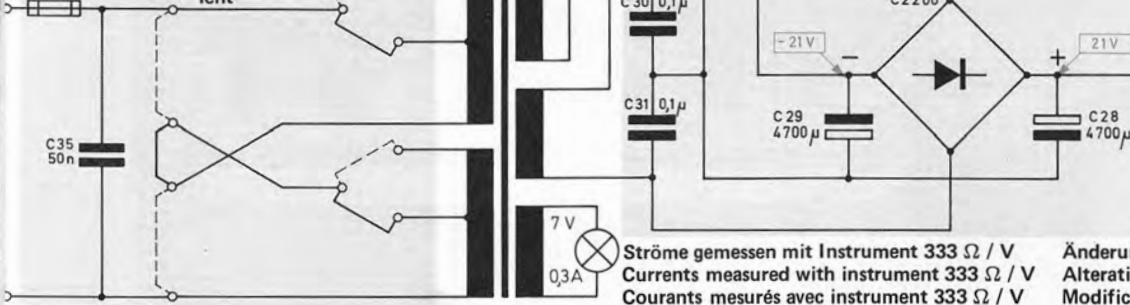 C30 0,1µ
C2200
-21V
−
+
21V
C35
50n
C31 0,1µ
C29
4700µ
C28
4700µ
7V
0,3A
Ströme gemessen mit Instrument 333 Ω / V
Currents measured with instrument 333 Ω / V
Courants mesurés avec instrument 333 Ω / V